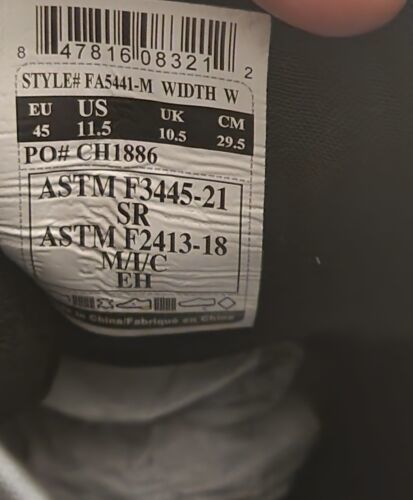 8 47816 08321 2
STYLE# FA5441-M WIDTH W
EU US UK CM
45 11.5 10.5 29.5
PO# CH1886
ASTM F3445-21
SR
ASTM F2413-18
M/I/C
EH
in China/Fabriqué en China